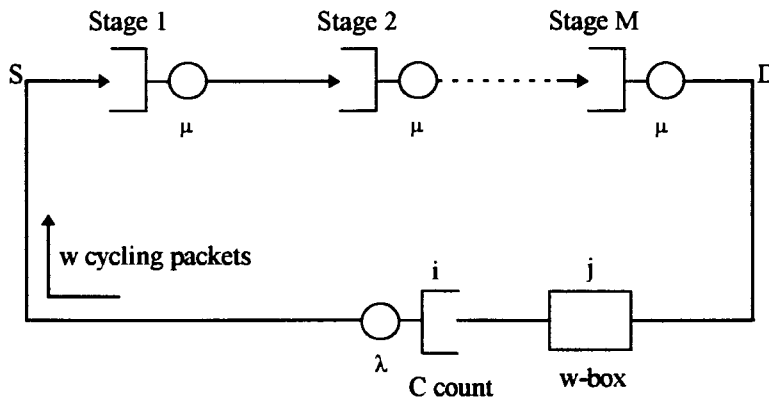 Stage 1 Stage 2 Stage M
S D
μ μ μ
w cycling packets
i j
λ
C count w-box